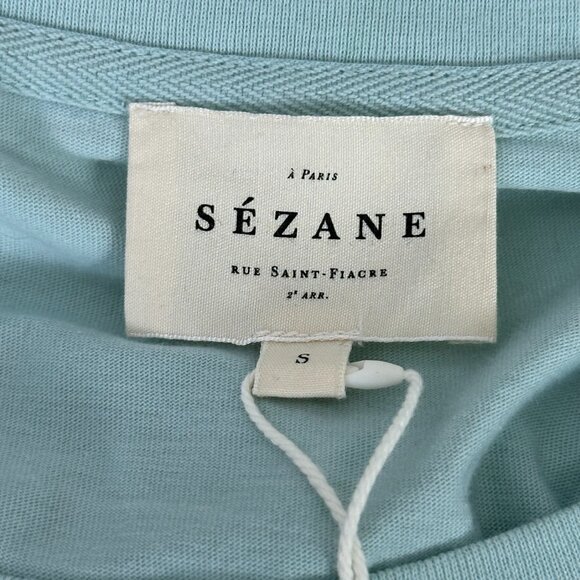 À PARIS
SÉZANE
RUE SAINT-FIACRE
2ᴱ ARR.
S